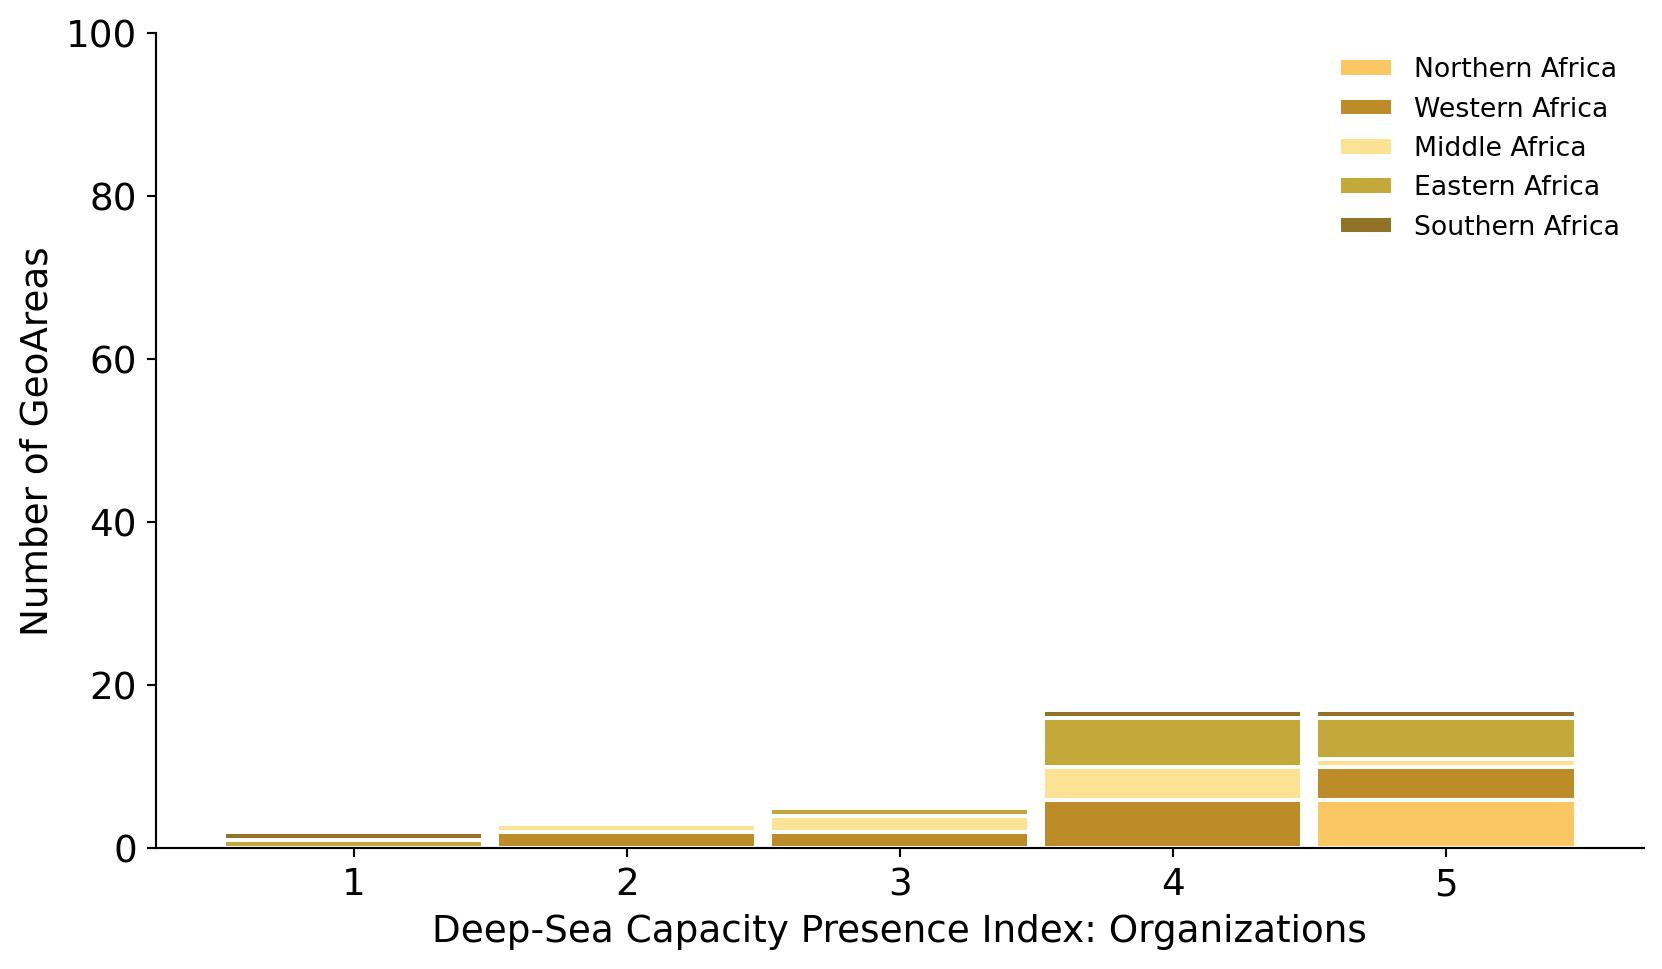 100
80
60
40
20
0
Number of GeoAreas
Northern Africa
Western Africa
Middle Africa
Eastern Africa
Southern Africa
1 2 3 4 5
Deep-Sea Capacity Presence Index: Organizations